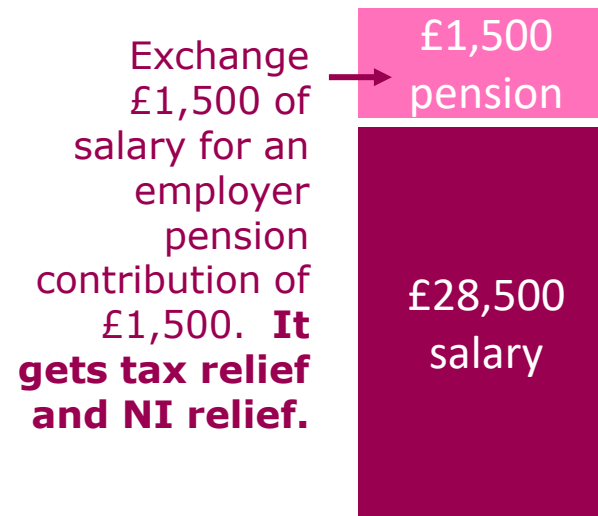 Exchange
£1,500 of
salary for an
employer
pension
contribution of
£1,500.  It
gets tax relief
and NI relief.
£1,500
pension
£28,500
salary